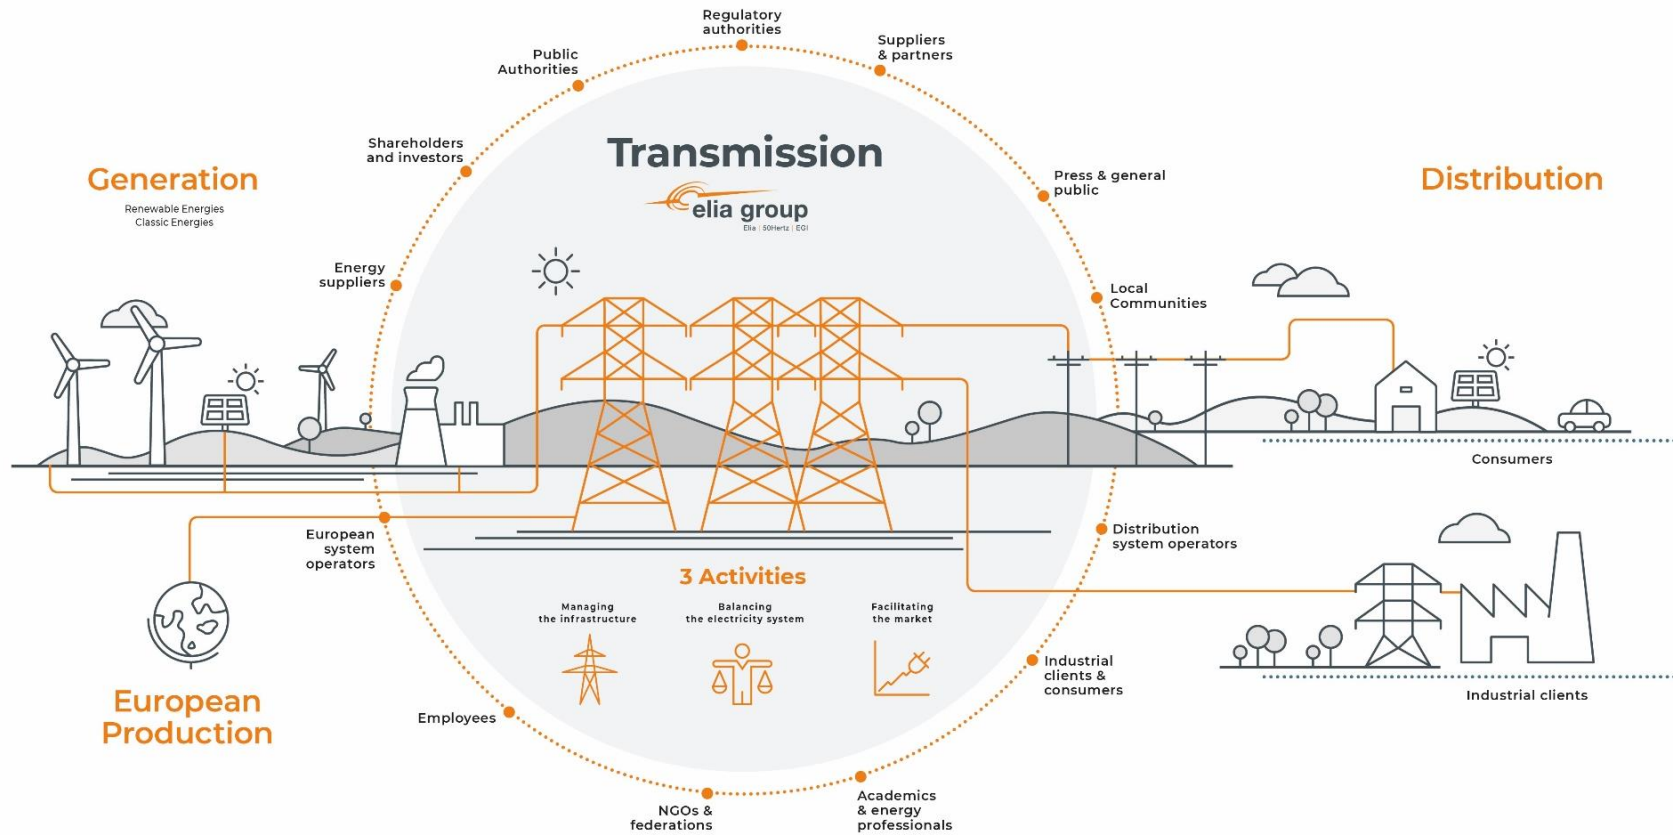 Regulatory
authorities
Suppliers
& partners
Public
Authorities
Shareholders
and investors
Transmission
elia group
Elia | 50Hertz | EGI
Press & general
public
Generation
Renewable Energies
Classic Energies
Distribution
Energy
suppliers
Local
Communities
Consumers
European
system
operators
Distribution
system operators
3 Activities
Managing
the infrastructure
Balancing
the electricity system
Facilitating
the market
European
Production
Industrial
clients &
consumers
Industrial clients
Employees
NGOs &
federations
Academics
& energy
professionals